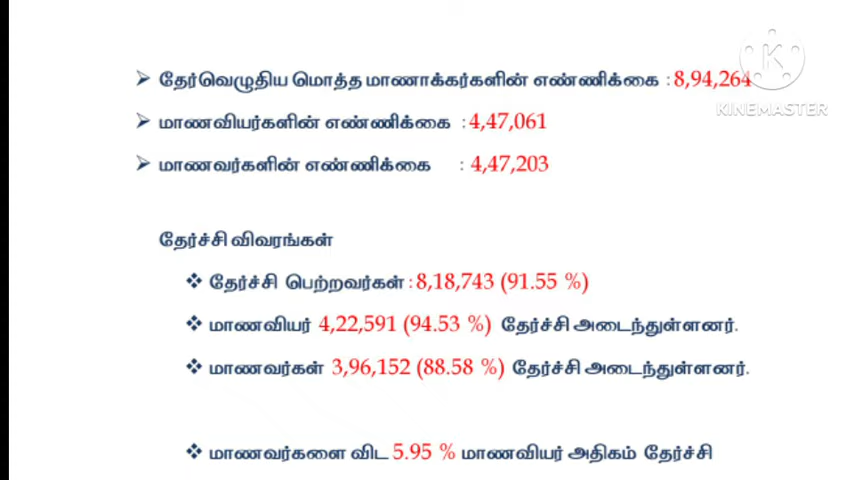 ➢ தேர்வெழுதிய மொத்த மாணாக்கர்களின் எண்ணிக்கை : 8,94,264
KINEMASTER
➢ மாணவியர்களின் எண்ணிக்கை : 4,47,061
➢ மாணவர்களின் எண்ணிக்கை : 4,47,203
தேர்ச்சி விவரங்கள்
❖ தேர்ச்சி பெற்றவர்கள் : 8,18,743 (91.55 %)
❖ மாணவியர் 4,22,591 (94.53 %) தேர்ச்சி அடைந்துள்ளனர்.
❖ மாணவர்கள் 3,96,152 (88.58 %) தேர்ச்சி அடைந்துள்ளனர்.
❖ மாணவர்களை விட 5.95 % மாணவியர் அதிகம் தேர்ச்சி